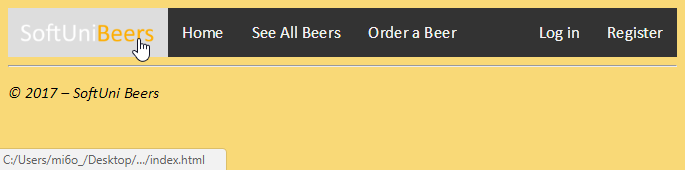 SoftUniBeers Home See All Beers Order a Beer Log in Register
© 2017 – SoftUni Beers
C:/Users/mi6o_/Desktop/.../index.html